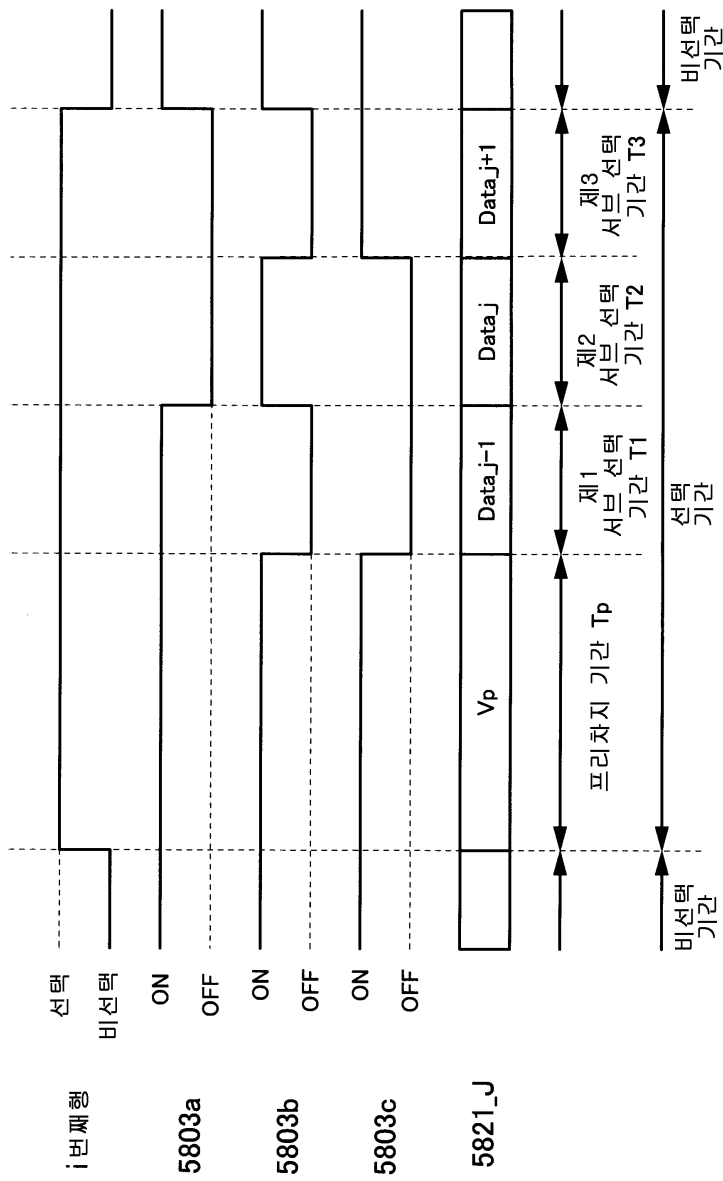 i번째행
선택
비선택
5803a
ON
OFF
5803b
ON
OFF
5803c
ON
OFF
5821_J
Vp
Data_j-1
Data_j
Data_j+1
프리차지 기간 Tp
제1
서브 선택
기간 T1
제2
서브 선택
기간 T2
제3
서브 선택
기간 T3
비선택
기간
선택
기간
비선택
기간